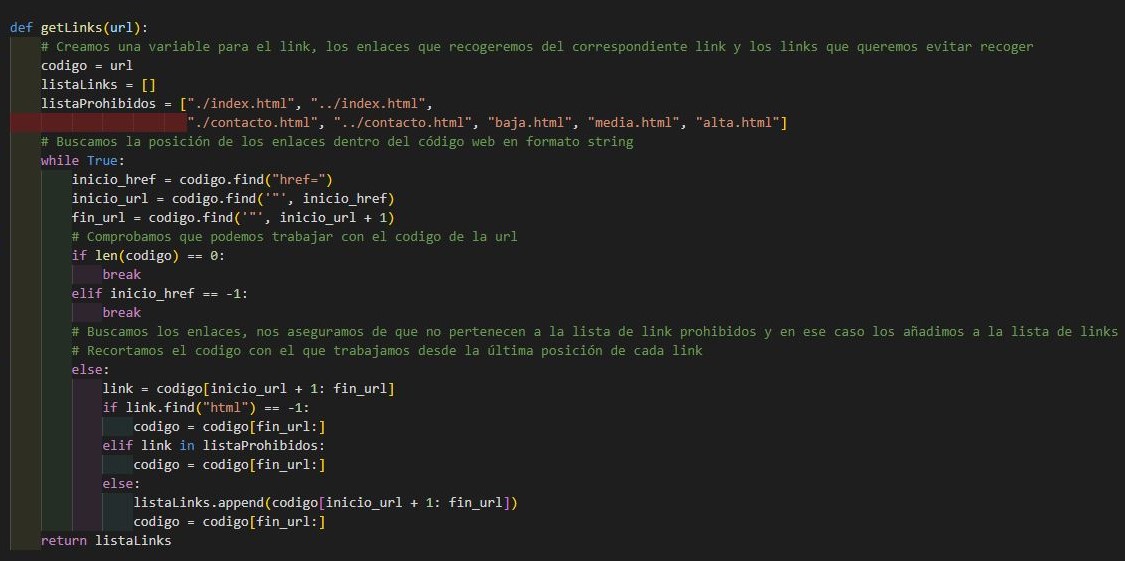 def getLinks(url):
    # Creamos una variable para el link, los enlaces que recogeremos del correspondiente link y los links que queremos evitar recoger
    codigo = url
    listaLinks = []
    listaProhibidos = ["./index.html", "../index.html",
                       "./contacto.html", "../contacto.html", "baja.html", "media.html", "alta.html"]
    # Buscamos la posición de los enlaces dentro del código web en formato string
    while True:
        inicio_href = codigo.find("href=")
        inicio_url = codigo.find('"', inicio_href)
        fin_url = codigo.find('"', inicio_url + 1)
        # Comprobamos que podemos trabajar con el codigo de la url
        if len(codigo) == 0:
            break
        elif inicio_href == -1:
            break
        # Buscamos los enlaces, nos aseguramos de que no pertenecen a la lista de link prohibidos y en ese caso los añadimos a la lista de links
        # Recortamos el codigo con el que trabajamos desde la última posición de cada link
        else:
            link = codigo[inicio_url + 1: fin_url]
            if link.find("html") == -1:
                codigo = codigo[fin_url:]
            elif link in listaProhibidos:
                codigo = codigo[fin_url:]
            else:
                listaLinks.append(codigo[inicio_url + 1: fin_url])
                codigo = codigo[fin_url:]
    return listaLinks